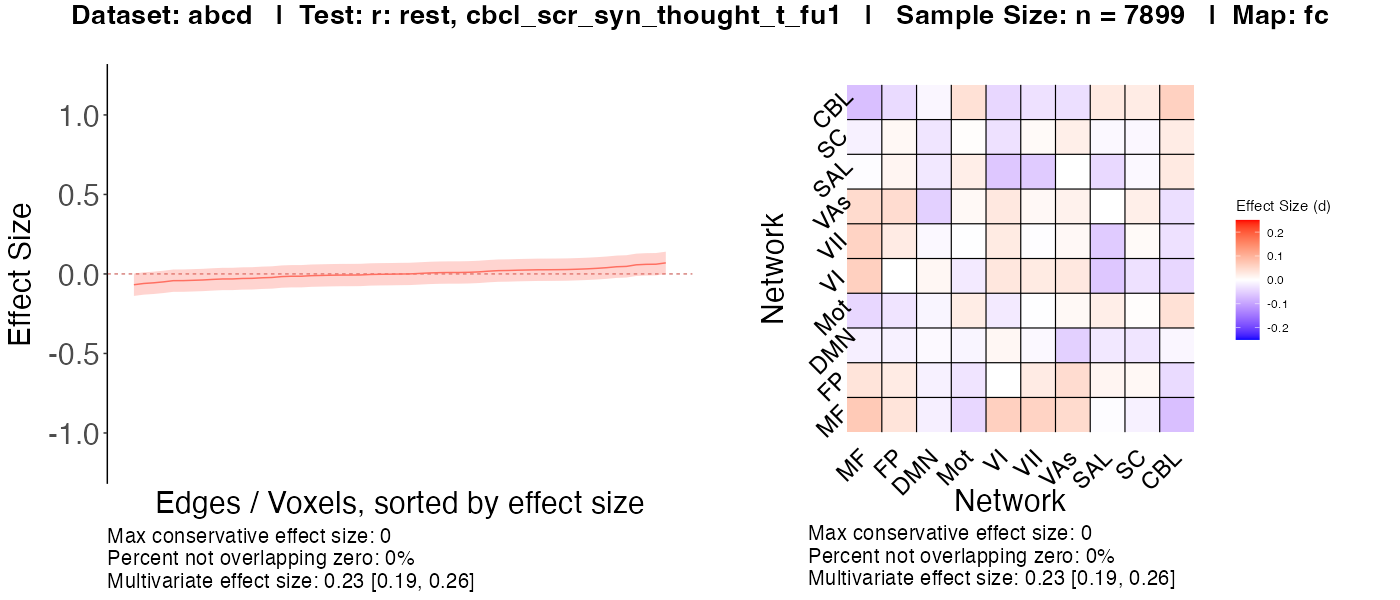 Dataset: abcd | Test: r: rest, cbcl_scr_syn_thought_t_fu1 | Sample Size: n = 7899 | Map: fc
Effect Size
1.0
0.5
0.0
-0.5
-1.0
Edges / Voxels, sorted by effect size
Max conservative effect size: 0
Percent not overlapping zero: 0%
Multivariate effect size: 0.23 [0.19, 0.26]
Network
CBL
SC
SAL
VAs
VII
VI
Mot
DMN
FP
MF
MF FP DMN Mot VI VII VAs SAL SC CBL
Network
Max conservative effect size: 0
Percent not overlapping zero: 0%
Multivariate effect size: 0.23 [0.19, 0.26]
Effect Size (d)
0.2
0.1
0.0
-0.1
-0.2